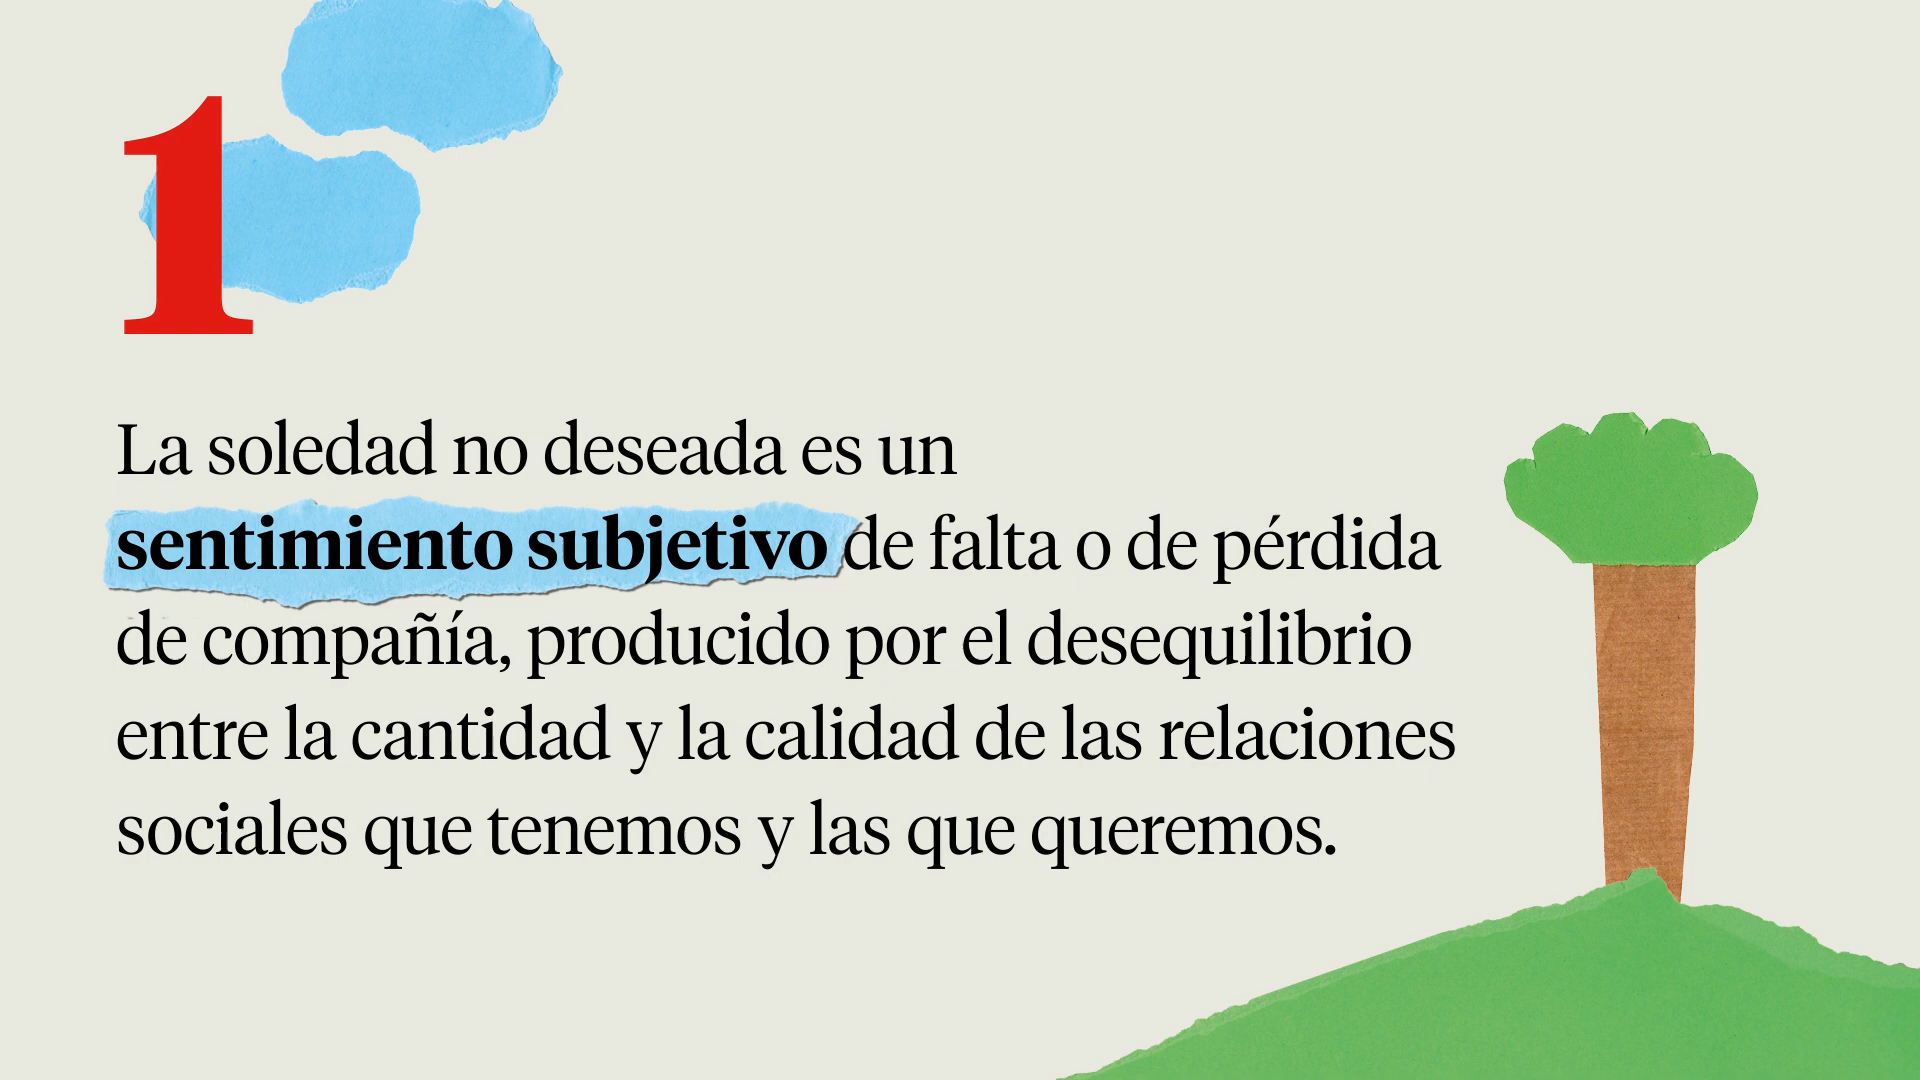 1
La soledad no deseada es un
sentimiento subjetivo de falta o de pérdida
de compañía, producido por el desequilibrio
entre la cantidad y la calidad de las relaciones
sociales que tenemos y las que queremos.